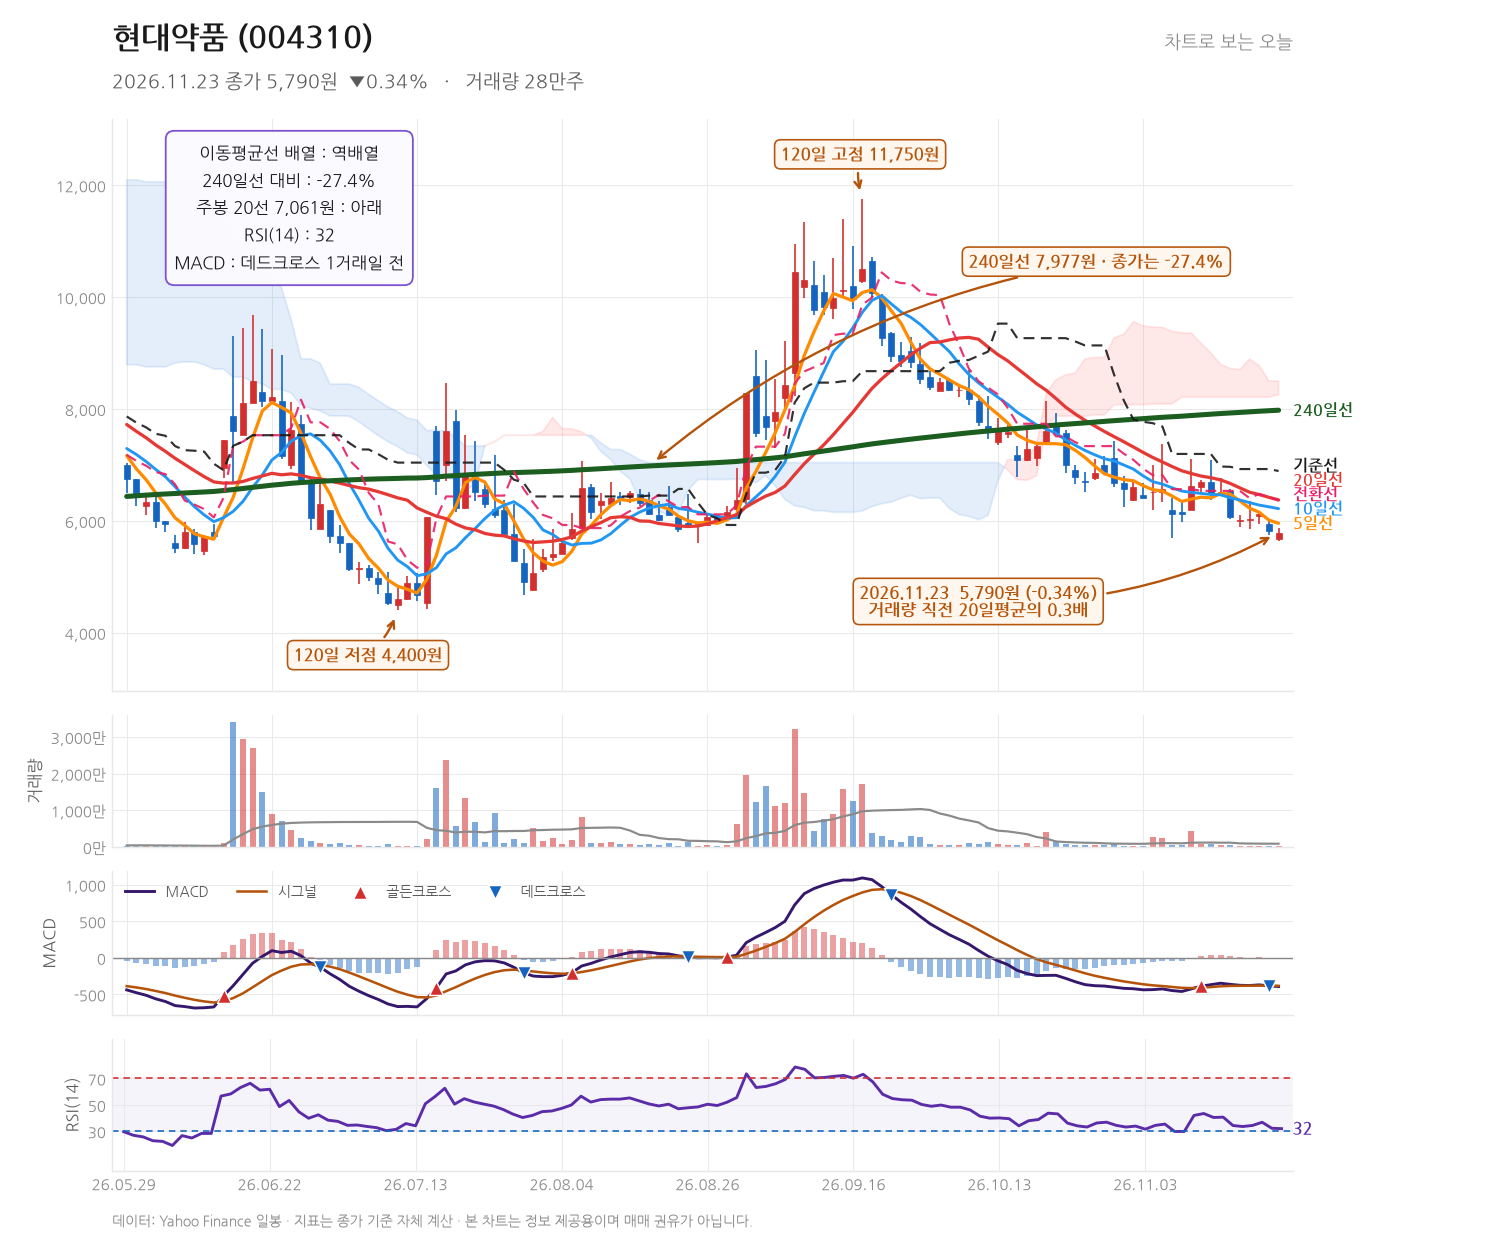 현대약품 (004310)
차트로 보는 오늘
2026.11.23 종가 5,790원 ▼0.34% · 거래량 28만주
이동평균선 배열 : 역배열
240일선 대비 : -27.4%
주봉 20선 7,061원 : 아래
RSI(14) : 32
MACD : 데드크로스 1거래일 전
120일 고점 11,750원
240일선 7,977원 · 종가는 -27.4%
12,000
10,000
8,000
6,000
4,000
240일선
기준선
20일선
전환선
10일선
5일선
2026.11.23 5,790원 (-0.34%)
거래량 직전 20일평균의 0.3배
120일 저점 4,400원
거래량
3,000만
2,000만
1,000만
0만
MACD
1,000
500
0
-500
MACD
시그널
골든크로스
데드크로스
RSI(14)
70
50
30
32
26.05.29
26.06.22
26.07.13
26.08.04
26.08.26
26.09.16
26.10.13
26.11.03
데이터: Yahoo Finance 일봉 · 지표는 종가 기준 자체 계산 · 본 차트는 정보 제공용이며 매매 권유가 아닙니다.